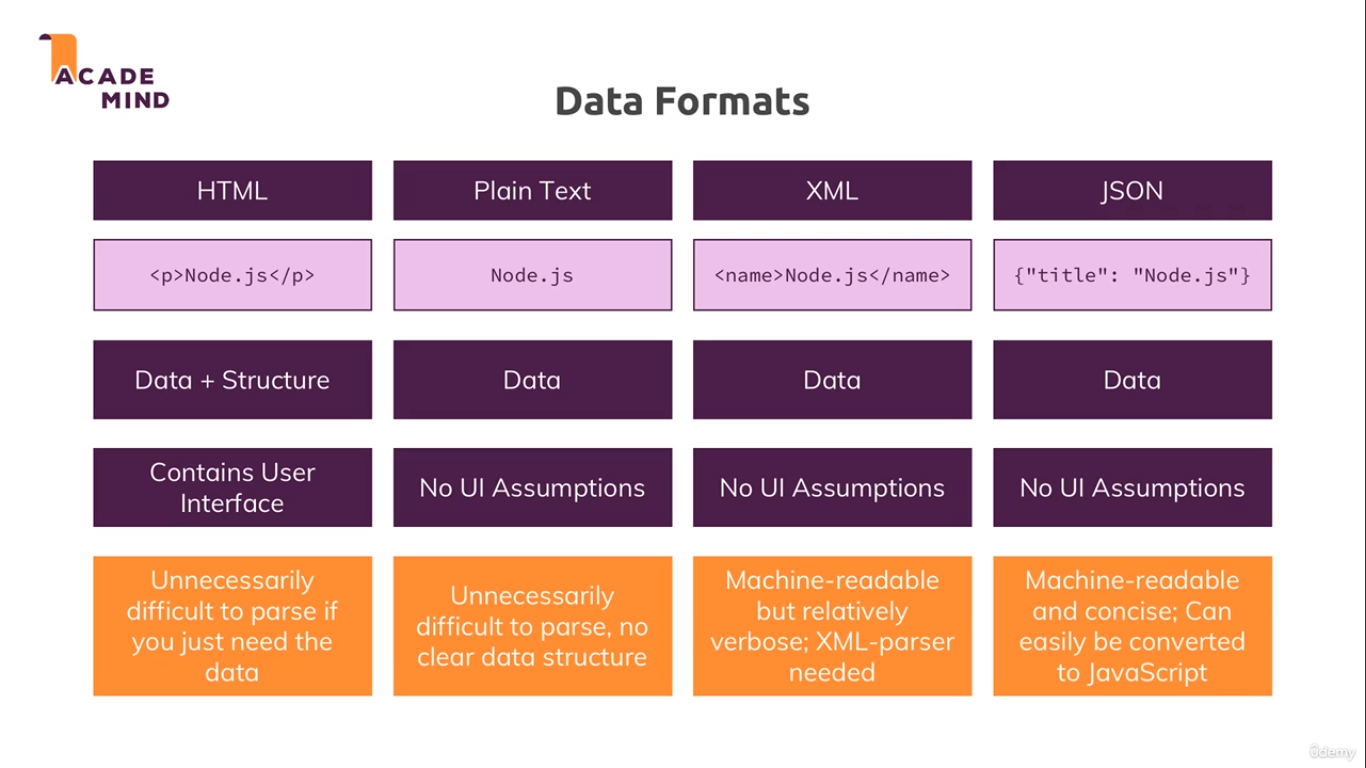 ACADE
MIND
Data Formats
HTML
Plain Text
XML
JSON
<p>Node.js</p>
Node.js
<name>Node.js</name>
{"title": "Node.js"}
Data + Structure
Data
Data
Data
Contains User
Interface
No UI Assumptions
No UI Assumptions
No UI Assumptions
Unnecessarily
difficult to parse if
you just need the
data
Unnecessarily
difficult to parse, no
clear data structure
Machine-readable
but relatively
verbose; XML-parser
needed
Machine-readable
and concise; Can
easily be converted
to JavaScript
ûdemy